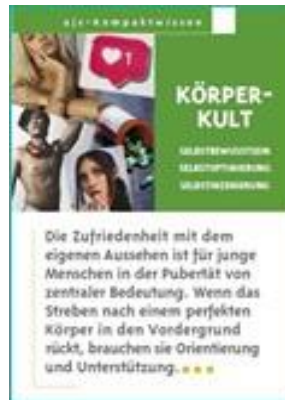 ajs-Kompaktwissen
1
KÖRPER-
KULT
SELBSTBEWUSSTSEIN
SELBSTOPTIMIERUNG
SELBSTINSZENIERUNG
Die Zufriedenheit mit dem
eigenen Aussehen ist für junge
Menschen in der Pubertät von
zentraler Bedeutung. Wenn das
Streben nach einem perfekten
Körper in den Vordergrund
rückt, brauchen sie Orientierung
und Unterstützung.